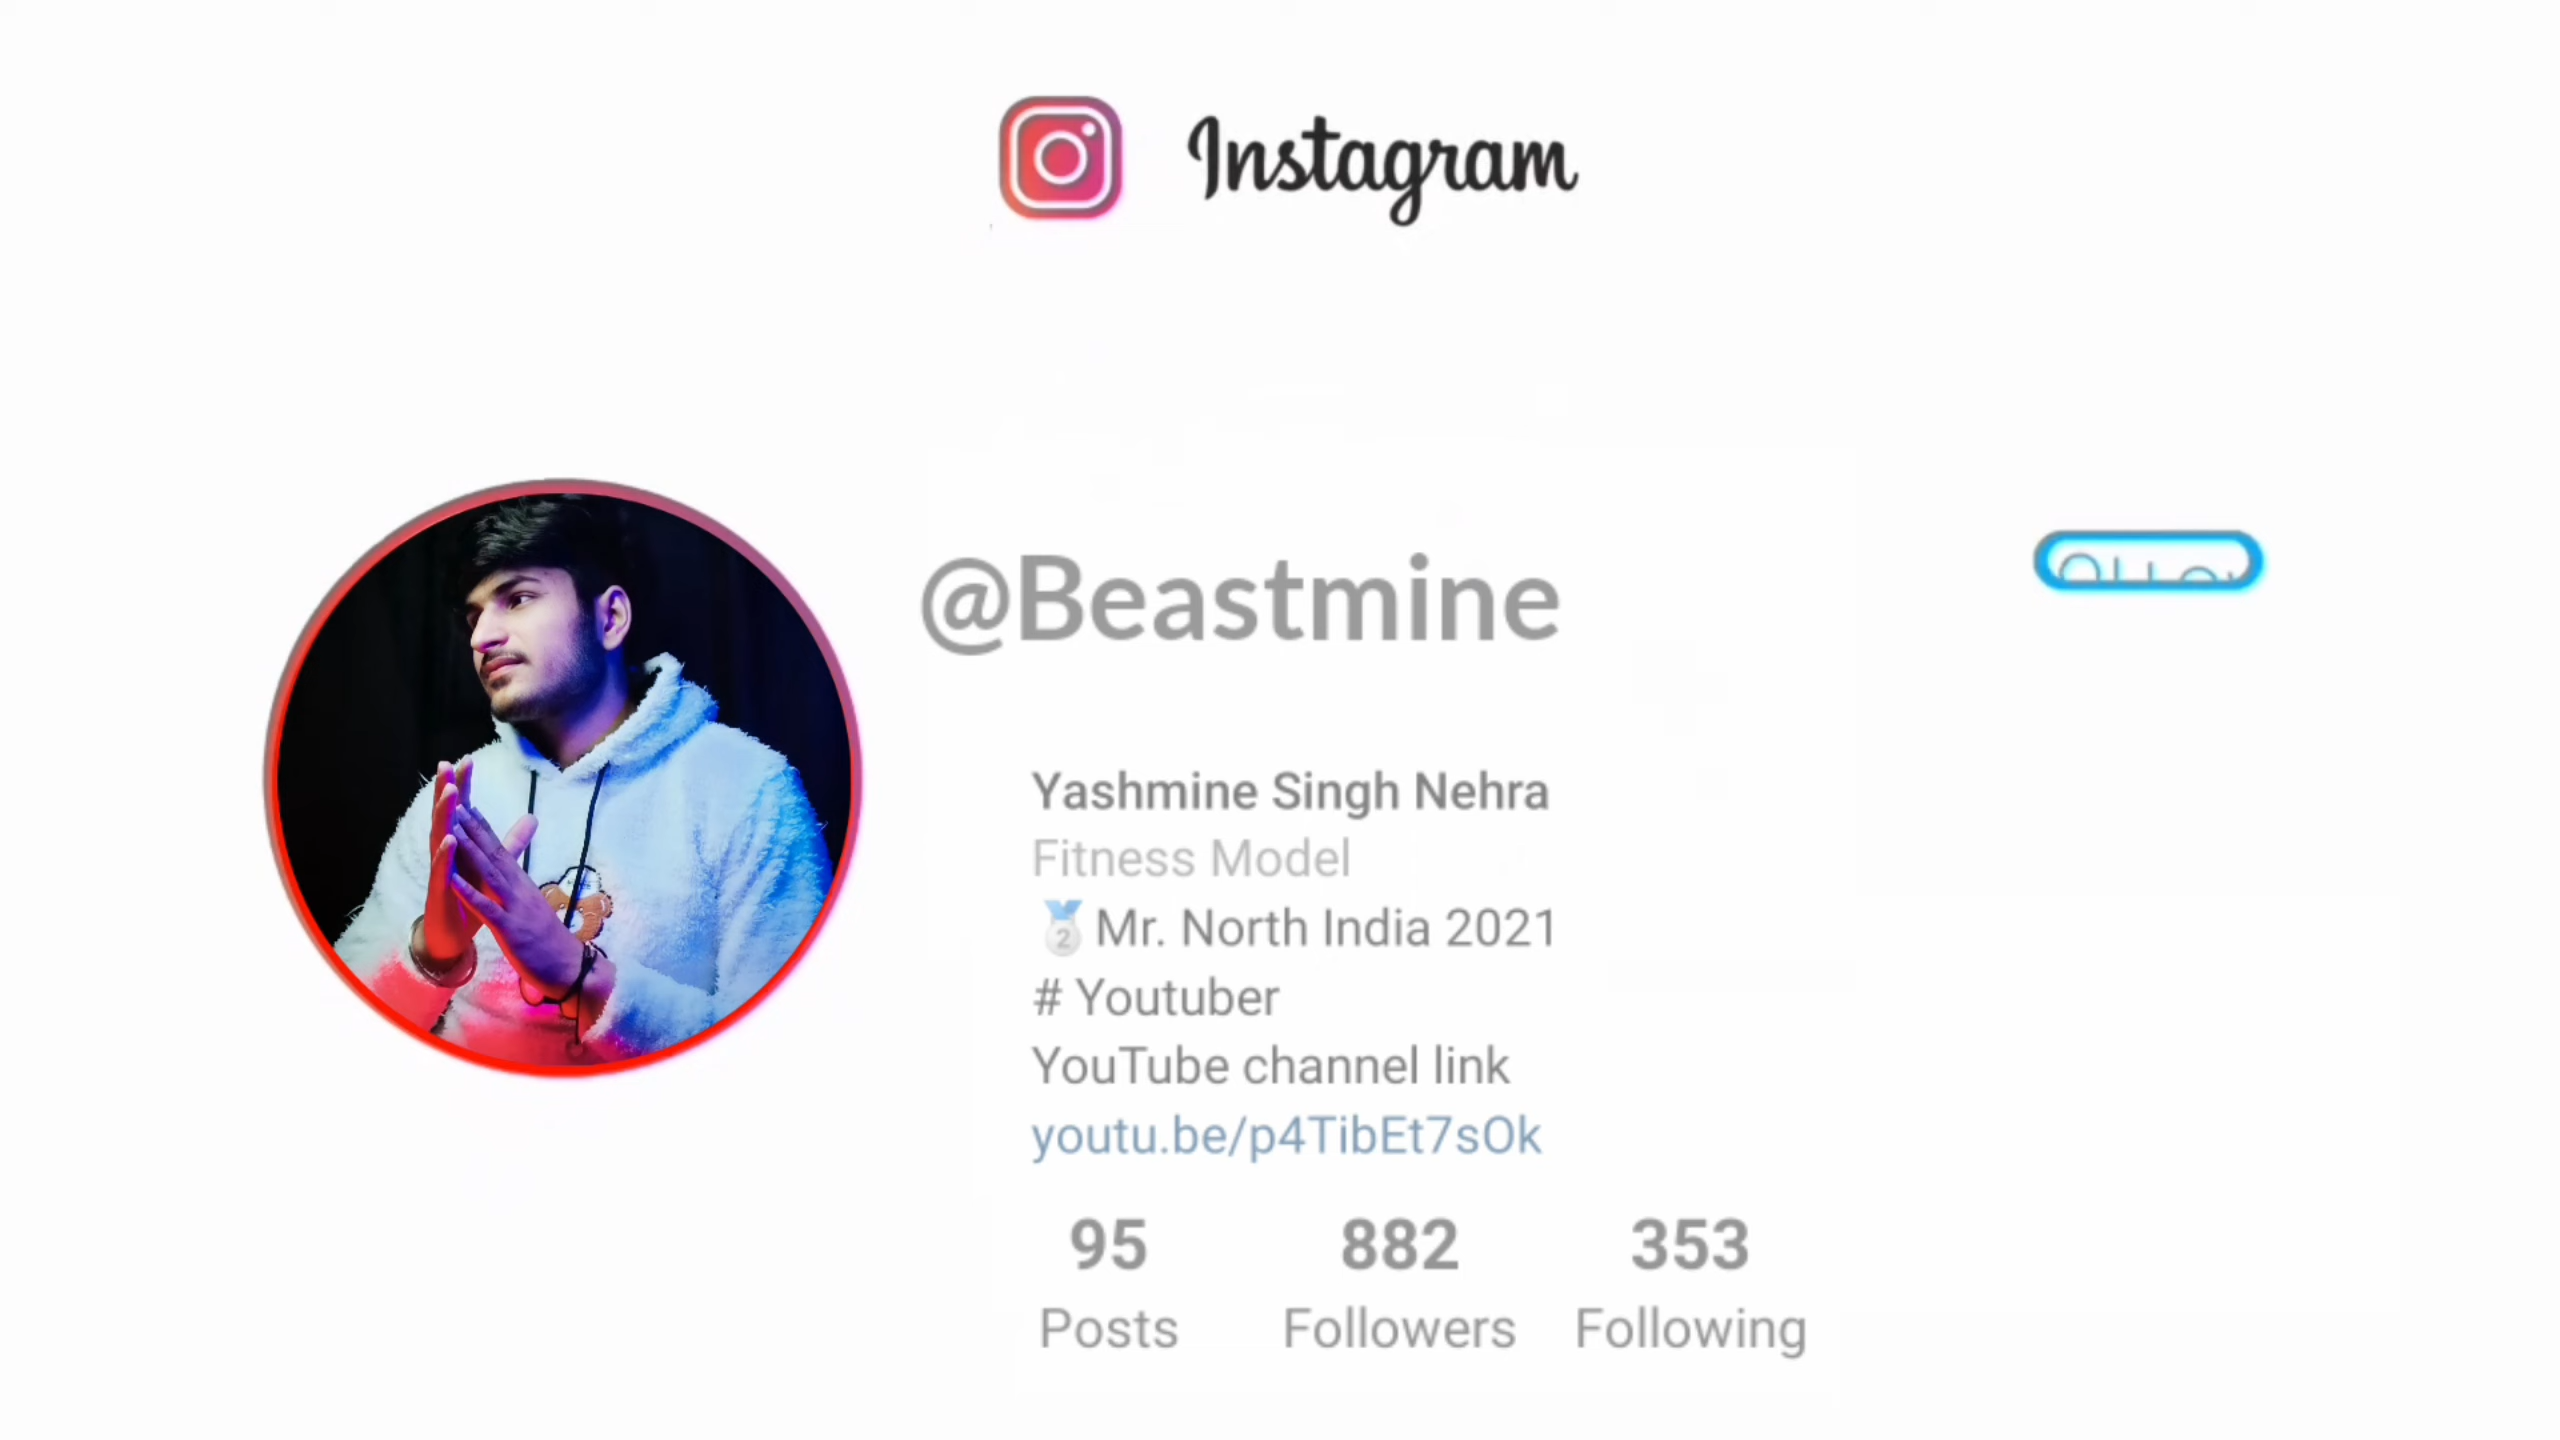 Instagram
@Beastmine
Yashmine Singh Nehra
Fitness Model
🥈Mr. North India 2021
# Youtuber
YouTube channel link
youtu.be/p4TibEt7sOk
95 882 353
Posts Followers Following